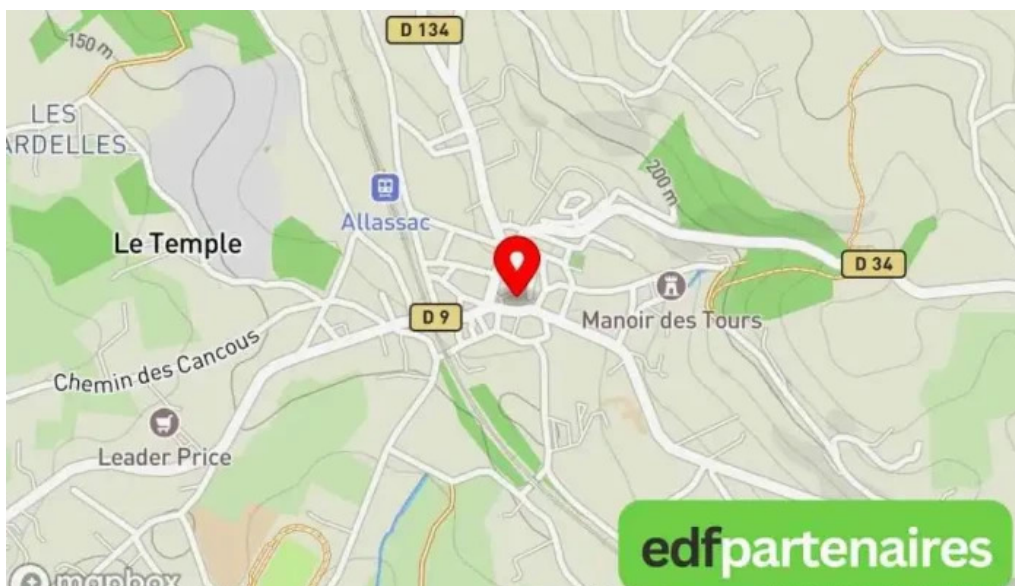 D 134
150 m
LES
ARDELLES
200 m
Allassac
Le Temple
D 34
Manoir des Tours
D 9
Chemin des Cancous
Leader Price
edfpartenaires
mapbox